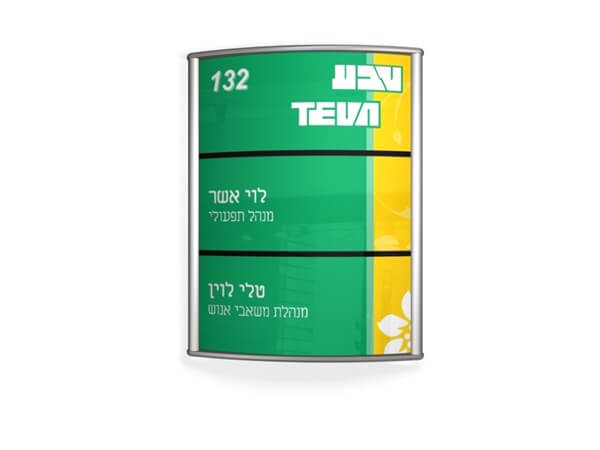 132
טבע
TEVA
לוי אשר
מנהל תפעולי
טלי לוין
מנהלת משאבי אנוש